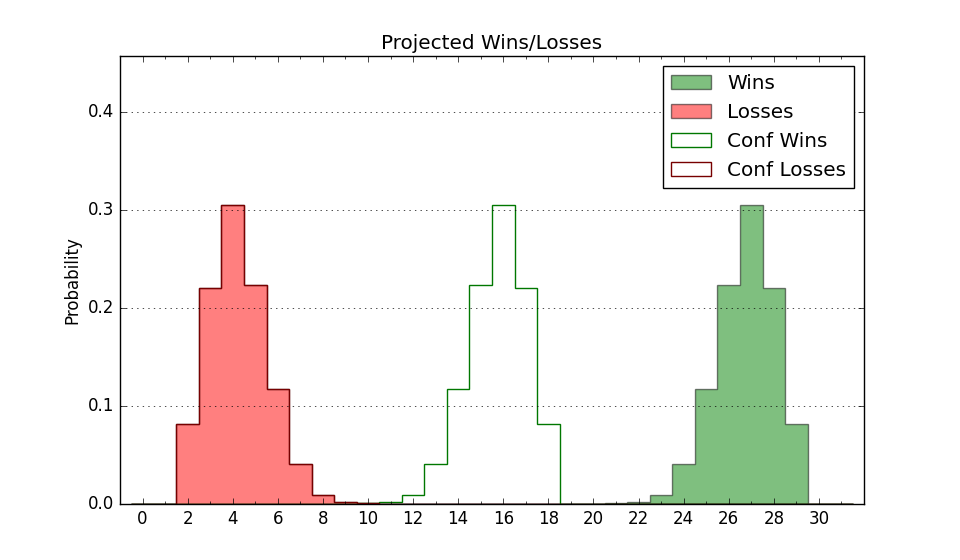 Projected Wins/Losses
Wins
Losses
Conf Wins
Conf Losses
Probability
0.4
0.3
0.2
0.1
0.0
0 2 4 6 8 10 12 14 16 18 20 22 24 26 28 30